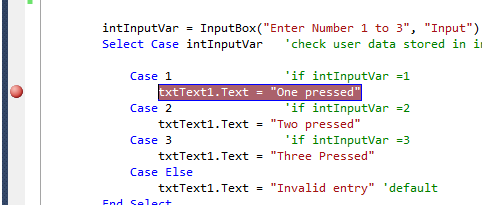 intInputVar = InputBox("Enter Number 1 to 3", "Input")
Select Case intInputVar   'check user data stored in
Case 1                'if intInputVar =1
txtText1.Text = "One pressed"
Case 2                'if intInputVar =2
txtText1.Text = "Two pressed"
Case 3                'if intInputVar =3
txtText1.Text = "Three Pressed"
Case Else
txtText1.Text = "Invalid entry" 'default
End Select